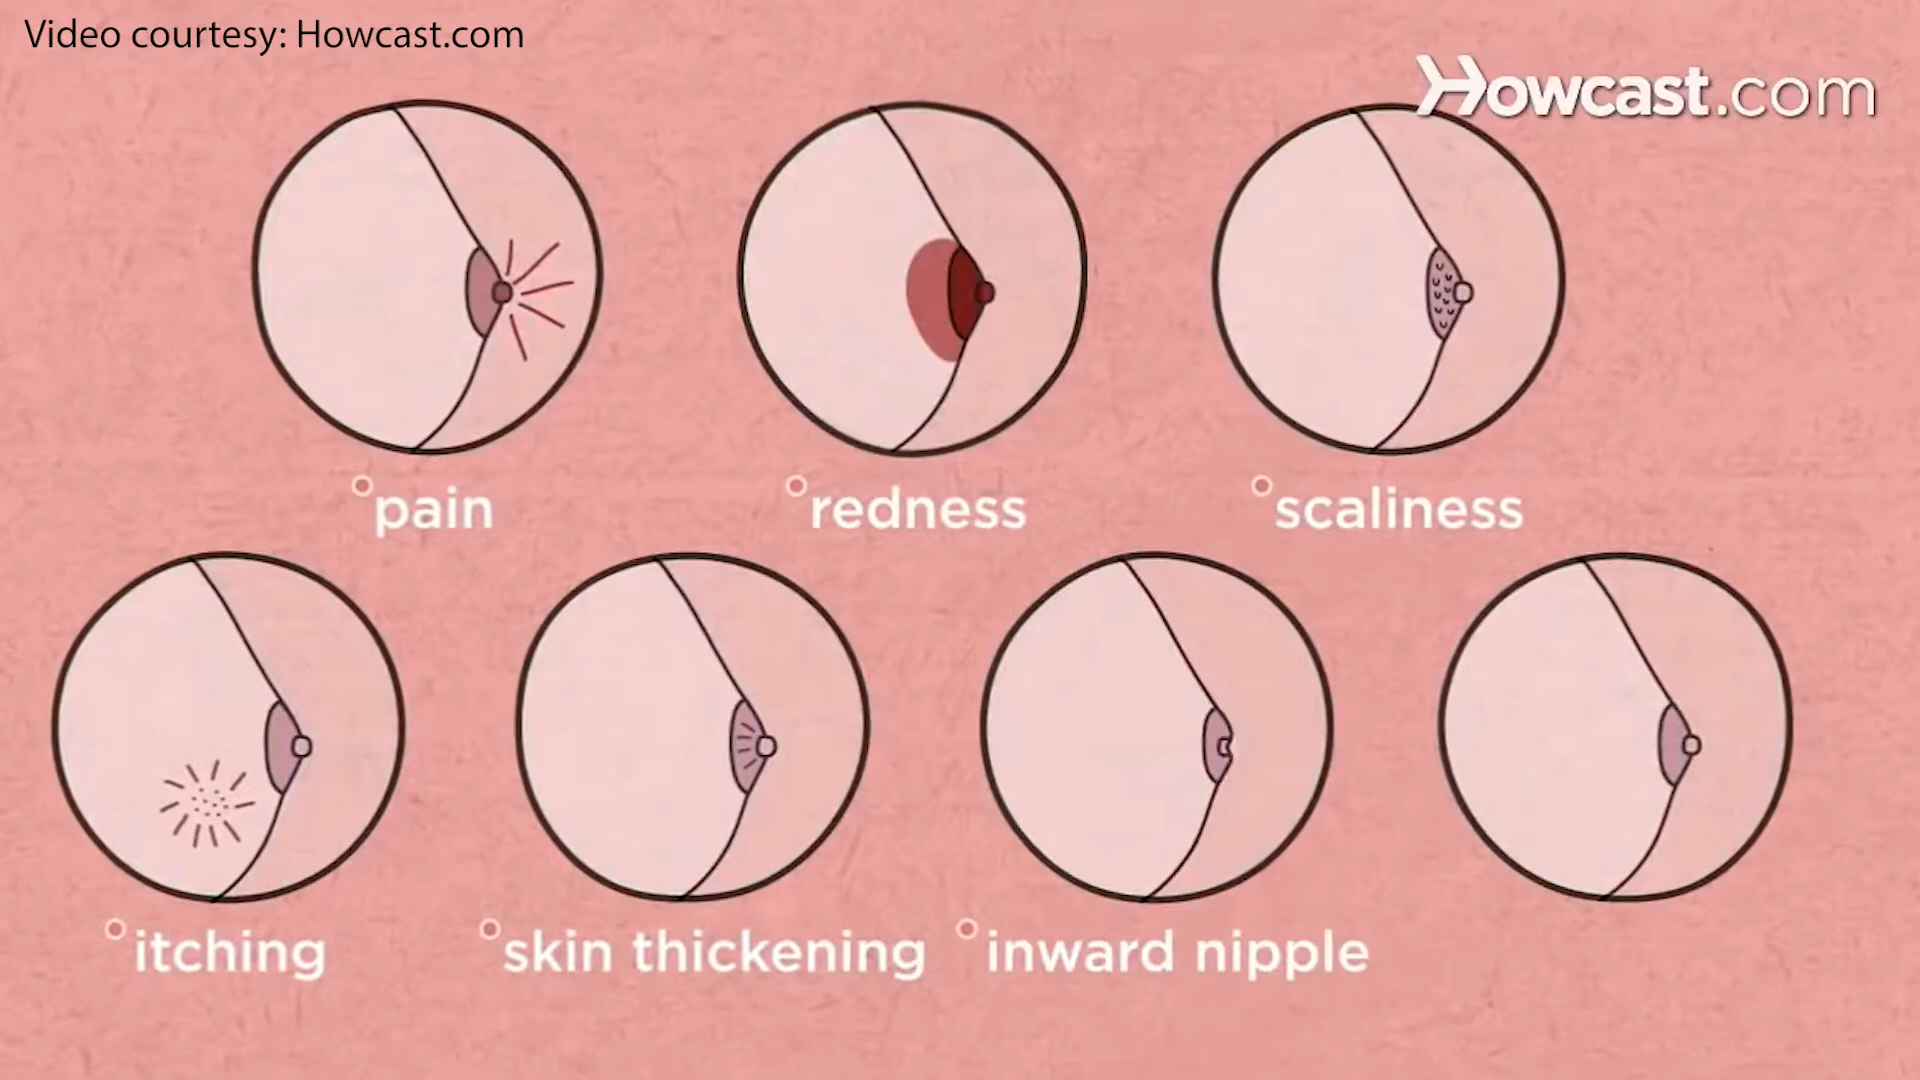 Video courtesy: Howcast.com
Howcast.com
pain
redness
scaliness
itching
skin thickening
inward nipple